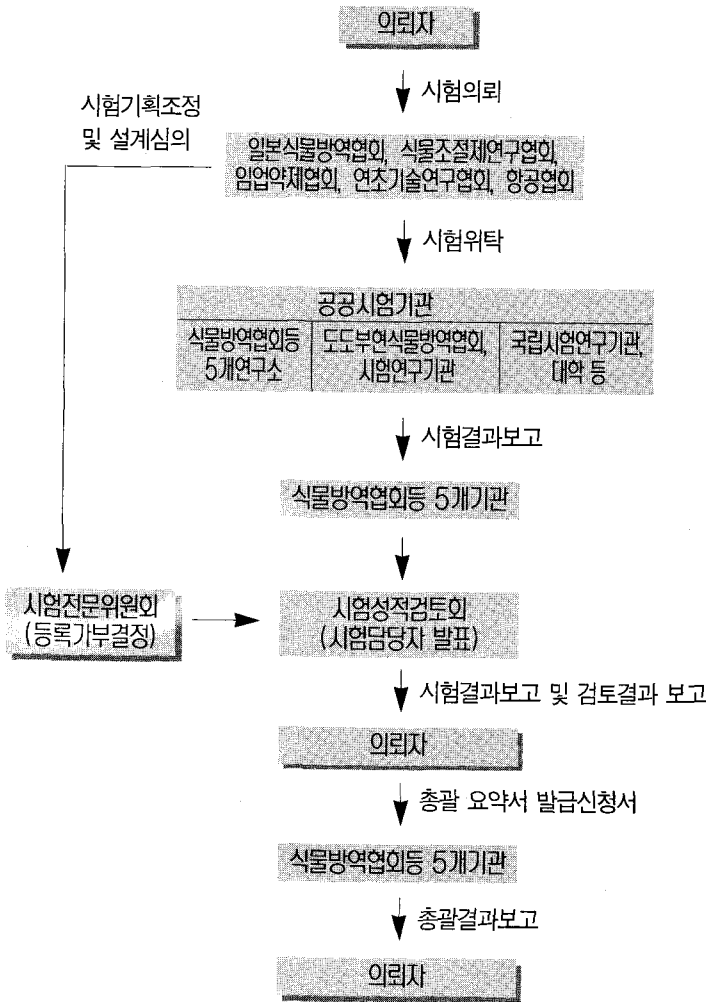 의뢰자
시험의뢰
시험기획조정
및 설계심의
일본식물방역협회, 식물조절제연구협회,
임업약제협회, 연초기술연구협회, 항공협회
시험위탁
공공시험기관
식물방역협회등
5개연구소
도도부현식물방역협회,
시험연구기관
국립시험연구기관,
대학 등
시험결과보고
식물방역협회등 5개기관
시험전문위원회
(등록가부결정)
시험성적검토회
(시험담당자 발표)
시험결과보고 및 검토결과 보고
의뢰자
총괄 요약서 발급신청서
식물방역협회등 5개기관
총괄결과보고
의뢰자